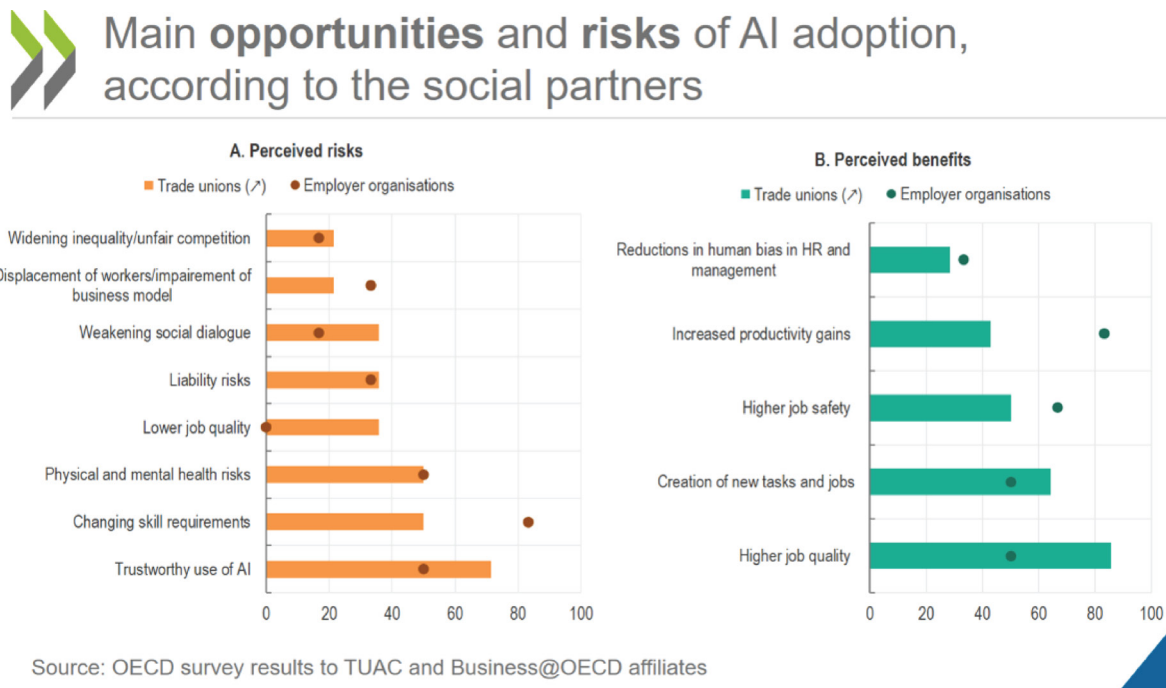 Main opportunities and risks of AI adoption,
according to the social partners
A. Perceived risks
Trade unions (↗)
Employer organisations
Widening inequality/unfair competition
Displacement of workers/impairement of
business model
Weakening social dialogue
Liability risks
Lower job quality
Physical and mental health risks
Changing skill requirements
Trustworthy use of AI
0 20 40 60 80 100
B. Perceived benefits
Trade unions (↗)
Employer organisations
Reductions in human bias in HR and
management
Increased productivity gains
Higher job safety
Creation of new tasks and jobs
Higher job quality
0 20 40 60 80 100
Source: OECD survey results to TUAC and Business@OECD affiliates